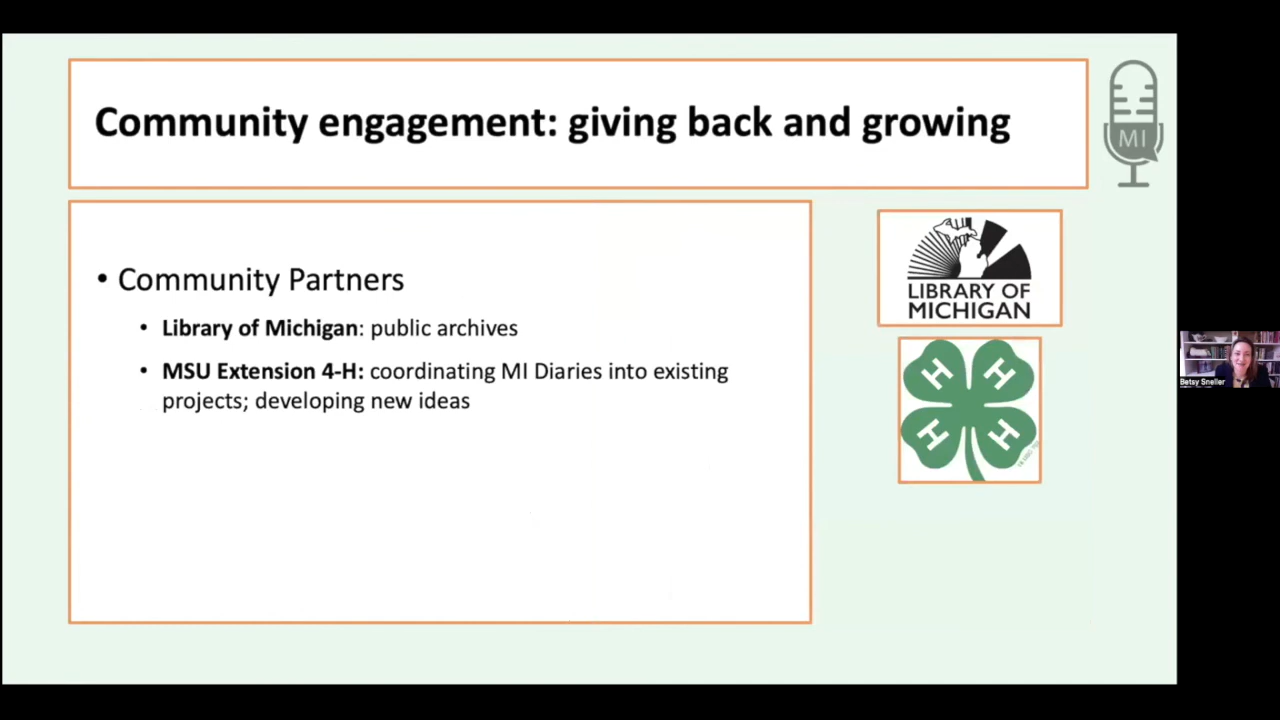 Community engagement: giving back and growing
MI
• Community Partners
• Library of Michigan: public archives
• MSU Extension 4-H: coordinating MI Diaries into existing
projects; developing new ideas
LIBRARY OF
MICHIGAN
H H
H H
Betsy Sneller